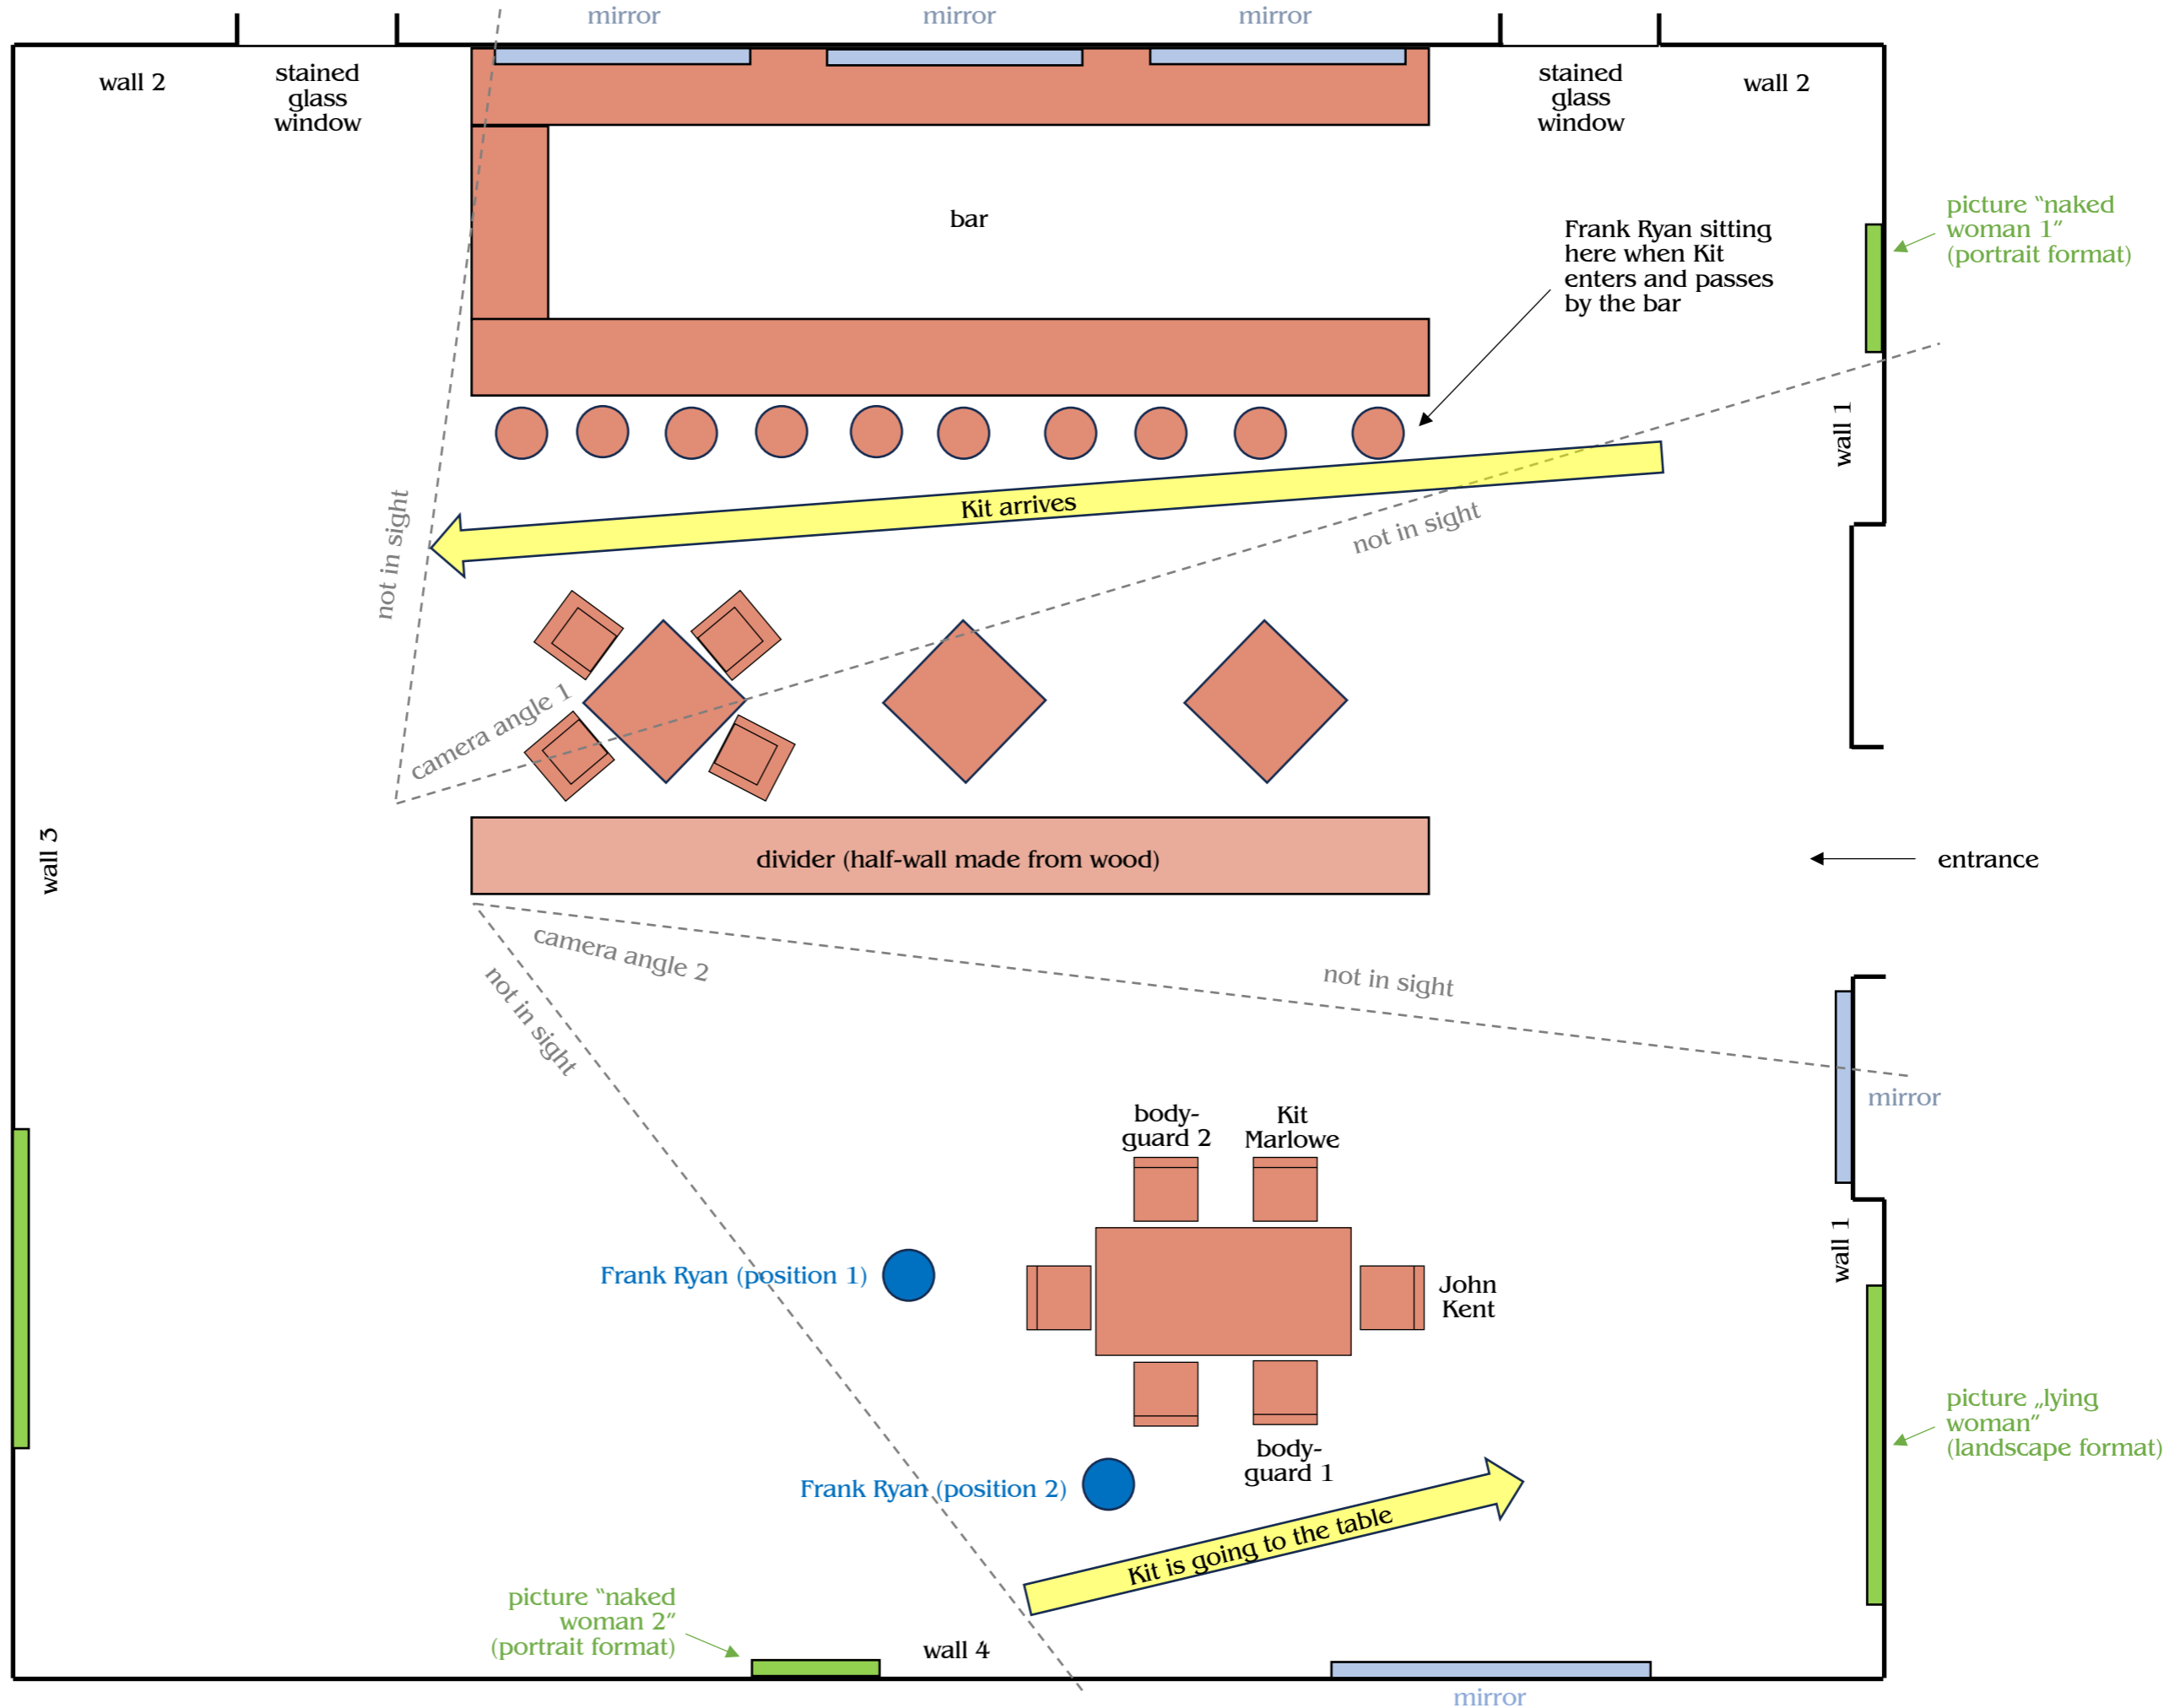 mirror
mirror
mirror
wall 2
stained
glass
window
stained
glass
window
wall 2
picture “naked
woman 1”
(portrait format)
bar
Frank Ryan sitting
here when Kit
enters and passes
by the bar
wall 1
Kit arrives
not in sight
not in sight
camera angle 1
wall 3
divider (half-wall made from wood)
entrance
camera angle 2
not in sight
not in sight
mirror
body-
guard 2
Kit
Marlowe
wall 1
Frank Ryan (position 1)
John
Kent
picture „lying
woman“
(landscape format)
body-
guard 1
Frank Ryan (position 2)
Kit is going to the table
picture “naked
woman 2”
(portrait format)
wall 4
mirror